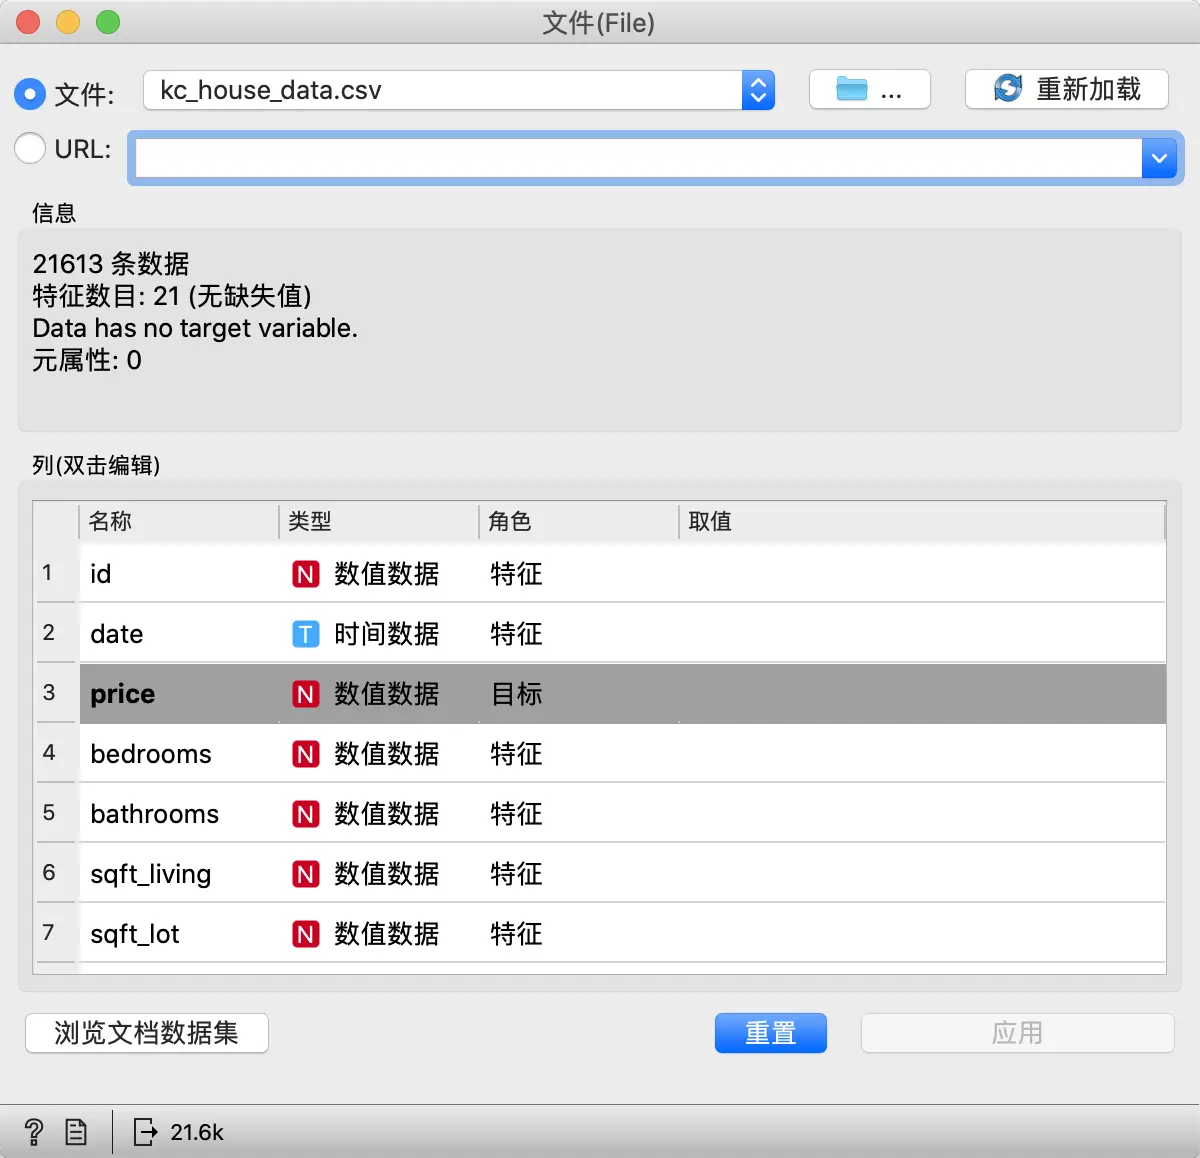 文件(File)
文件: kc_house_data.csv ... 重新加载
URL:
信息
21613 条数据
特征数目: 21 (无缺失值)
Data has no target variable.
元属性: 0
列(双击编辑)
名称 类型 角色 取值
1 id N 数值数据 特征
2 date T 时间数据 特征
3 price N 数值数据 目标
4 bedrooms N 数值数据 特征
5 bathrooms N 数值数据 特征
6 sqft_living N 数值数据 特征
7 sqft_lot N 数值数据 特征
浏览文档数据集 重置 应用
? 21.6k